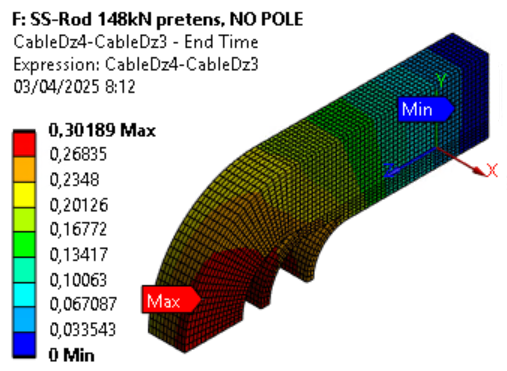 F: SS-Rod 148kN pretens, NO POLE
CableDz4-CableDz3 - End Time
Expression: CableDz4-CableDz3
03/04/2025 8:12
0,30189 Max
0,26835
0,2348
0,20126
0,16772
0,13417
0,10063
0,067087
0,033543
0 Min
Min
Y
Z
X
Max